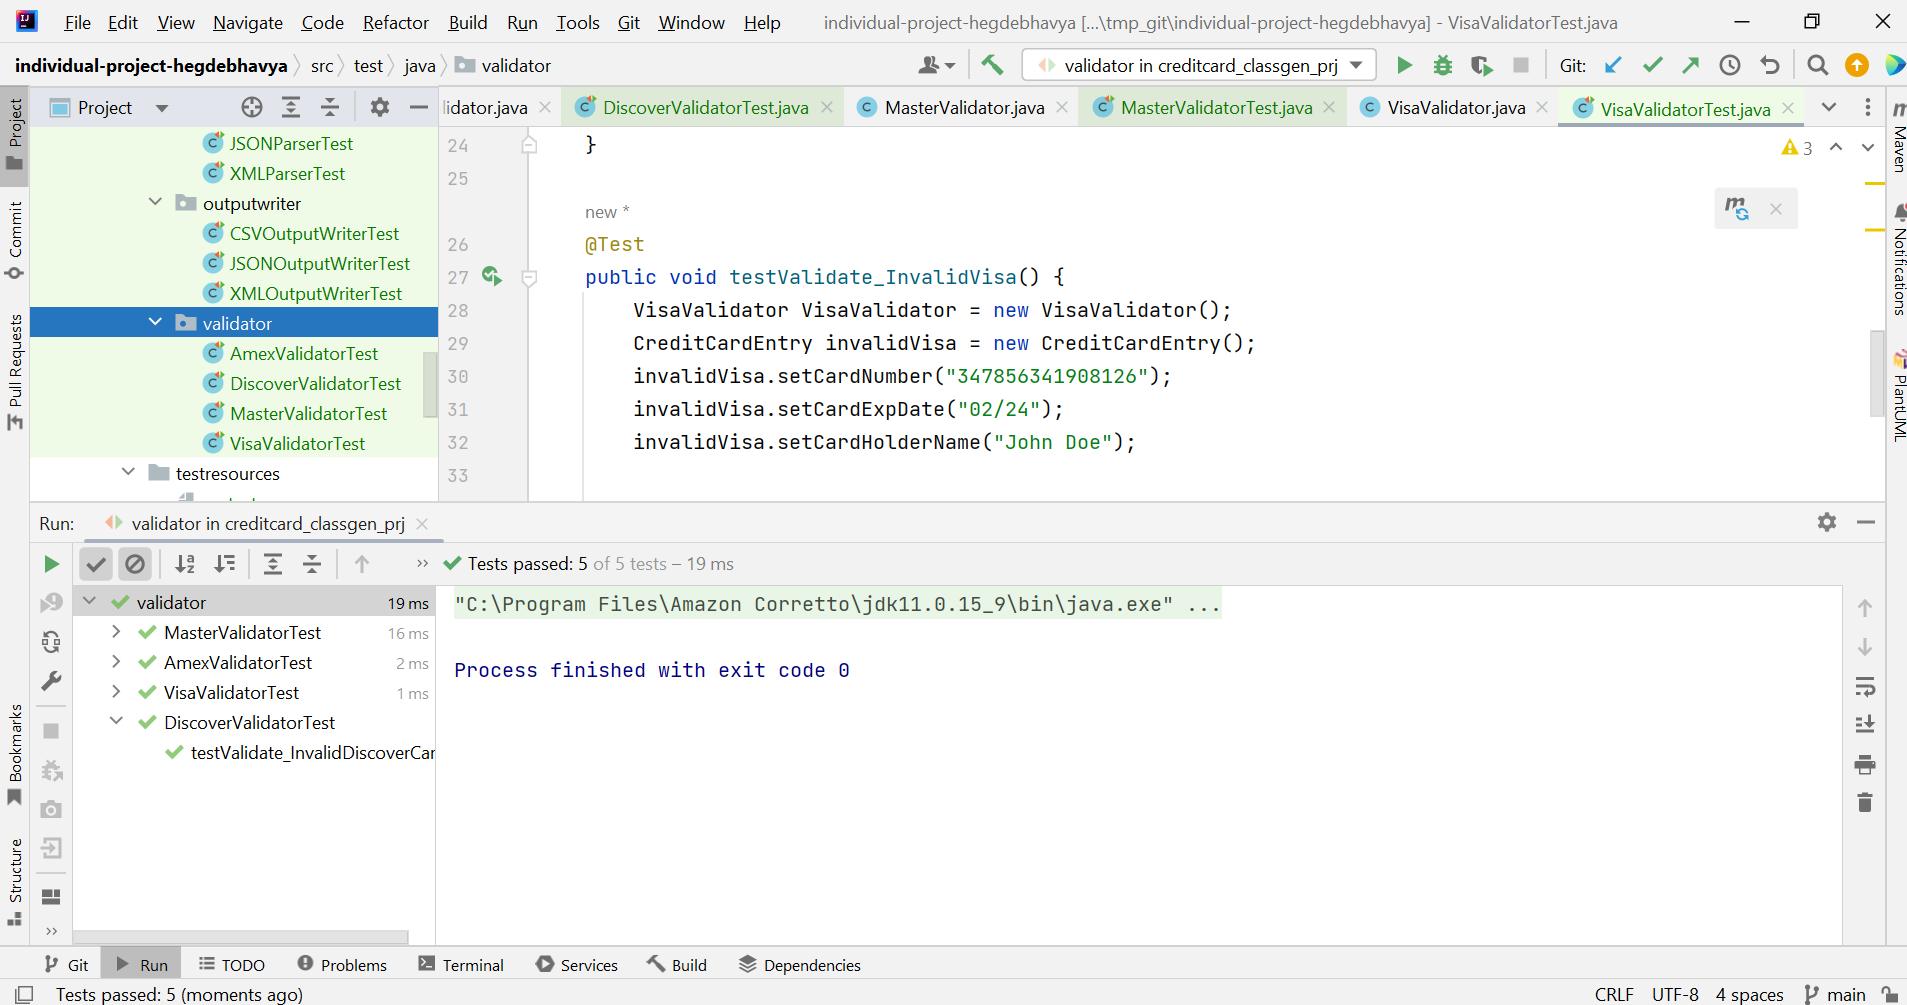 File Edit View Navigate Code Refactor Build Run Tools Git Window Help individual-project-hegdebhavya [...\tmp_git\individual-project-hegdebhavya] - VisaValidatorTest.java
individual-project-hegdebhavya src test java validator validator in creditcard_classgen_prj Git:
Project
lidator.java DiscoverValidatorTest.java MasterValidator.java MasterValidatorTest.java VisaValidator.java VisaValidatorTest.java
Project
Commit
Pull Requests
JSONParserTest
XMLParserTest
outputwriter
CSVOutputWriterTest
JSONOutputWriterTest
XMLOutputWriterTest
validator
AmexValidatorTest
DiscoverValidatorTest
MasterValidatorTest
VisaValidatorTest
testresources
24 }
25
new *
26 @Test
27 public void testValidate_InvalidVisa() {
28 VisaValidator VisaValidator = new VisaValidator();
29 CreditCardEntry invalidVisa = new CreditCardEntry();
30 invalidVisa.setCardNumber("347856341908126");
31 invalidVisa.setCardExpDate("02/24");
32 invalidVisa.setCardHolderName("John Doe");
33
3
Maven
Notifications
PlantUML
Run: validator in creditcard_classgen_prj
Tests passed: 5 of 5 tests – 19 ms
validator 19 ms
MasterValidatorTest 16 ms
AmexValidatorTest 2 ms
VisaValidatorTest 1 ms
DiscoverValidatorTest
testValidate_InvalidDiscoverCar
"C:\Program Files\Amazon Corretto\jdk11.0.15_9\bin\java.exe" ...
Process finished with exit code 0
Bookmarks
Structure
Git Run TODO Problems Terminal Services Build Dependencies
Tests passed: 5 (moments ago) CRLF UTF-8 4 spaces main